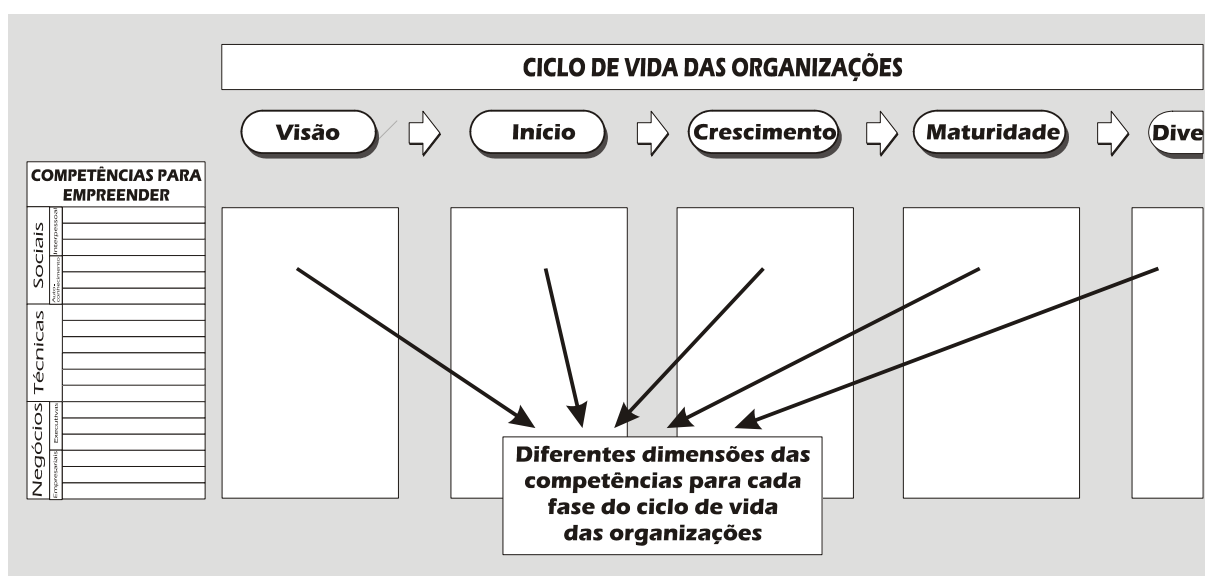 CICLO DE VIDA DAS ORGANIZAÇÕES
Visão
Início
Crescimento
Maturidade
Dive
COMPETÊNCIAS PARA
EMPREENDER
Sociais
Interpessoal
Auto-
conhecimento
Técnicas
Negócios
Executivas
Empresariais
Diferentes dimensões das
competências para cada
fase do ciclo de vida
das organizações